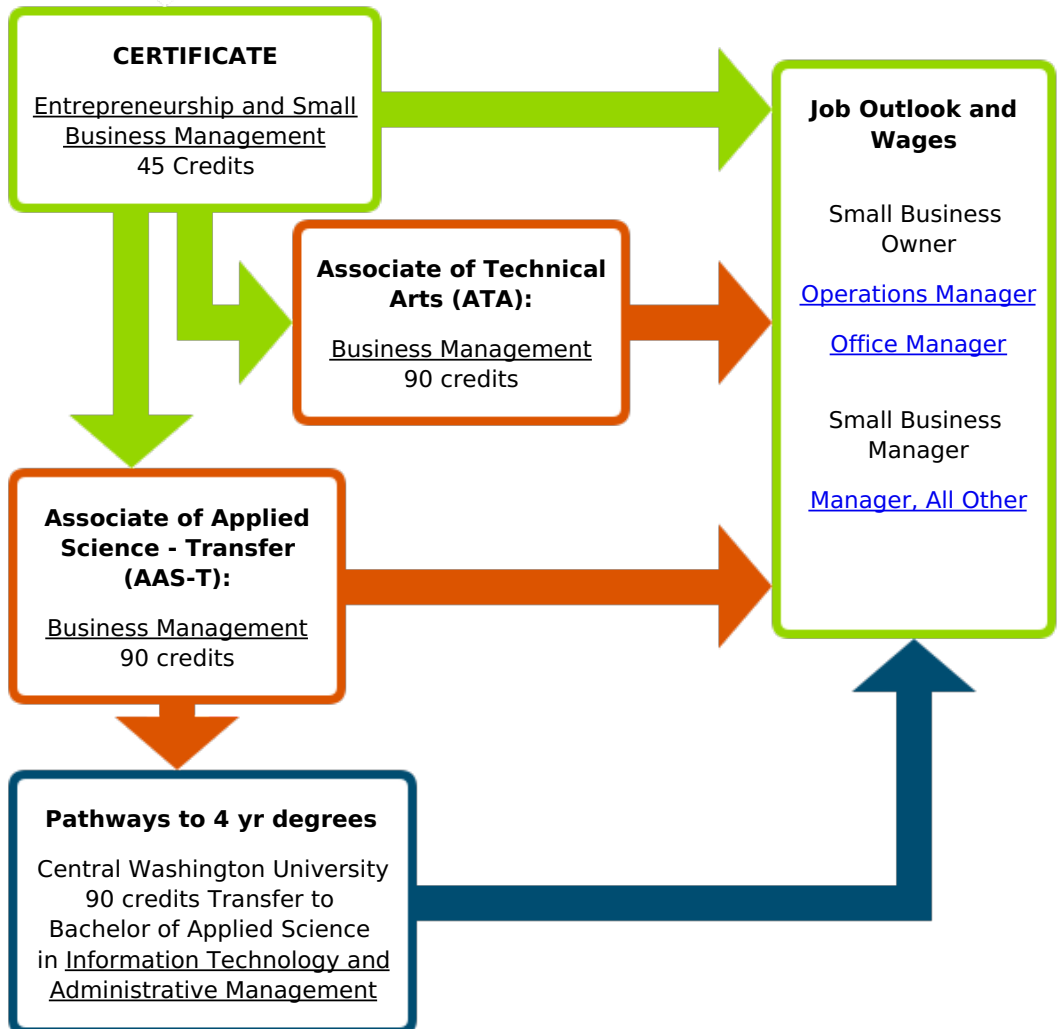 CERTIFICATE
Entrepreneurship and Small
Business Management
45 Credits
Associate of Technical
Arts (ATA):
Business Management
90 credits
Associate of Applied
Science - Transfer
(AAS-T):
Business Management
90 credits
Pathways to 4 yr degrees
Central Washington University
90 credits Transfer to
Bachelor of Applied Science
in Information Technology and
Administrative Management
Job Outlook and
Wages
Small Business
Owner
Operations Manager
Office Manager
Small Business
Manager
Manager, All Other